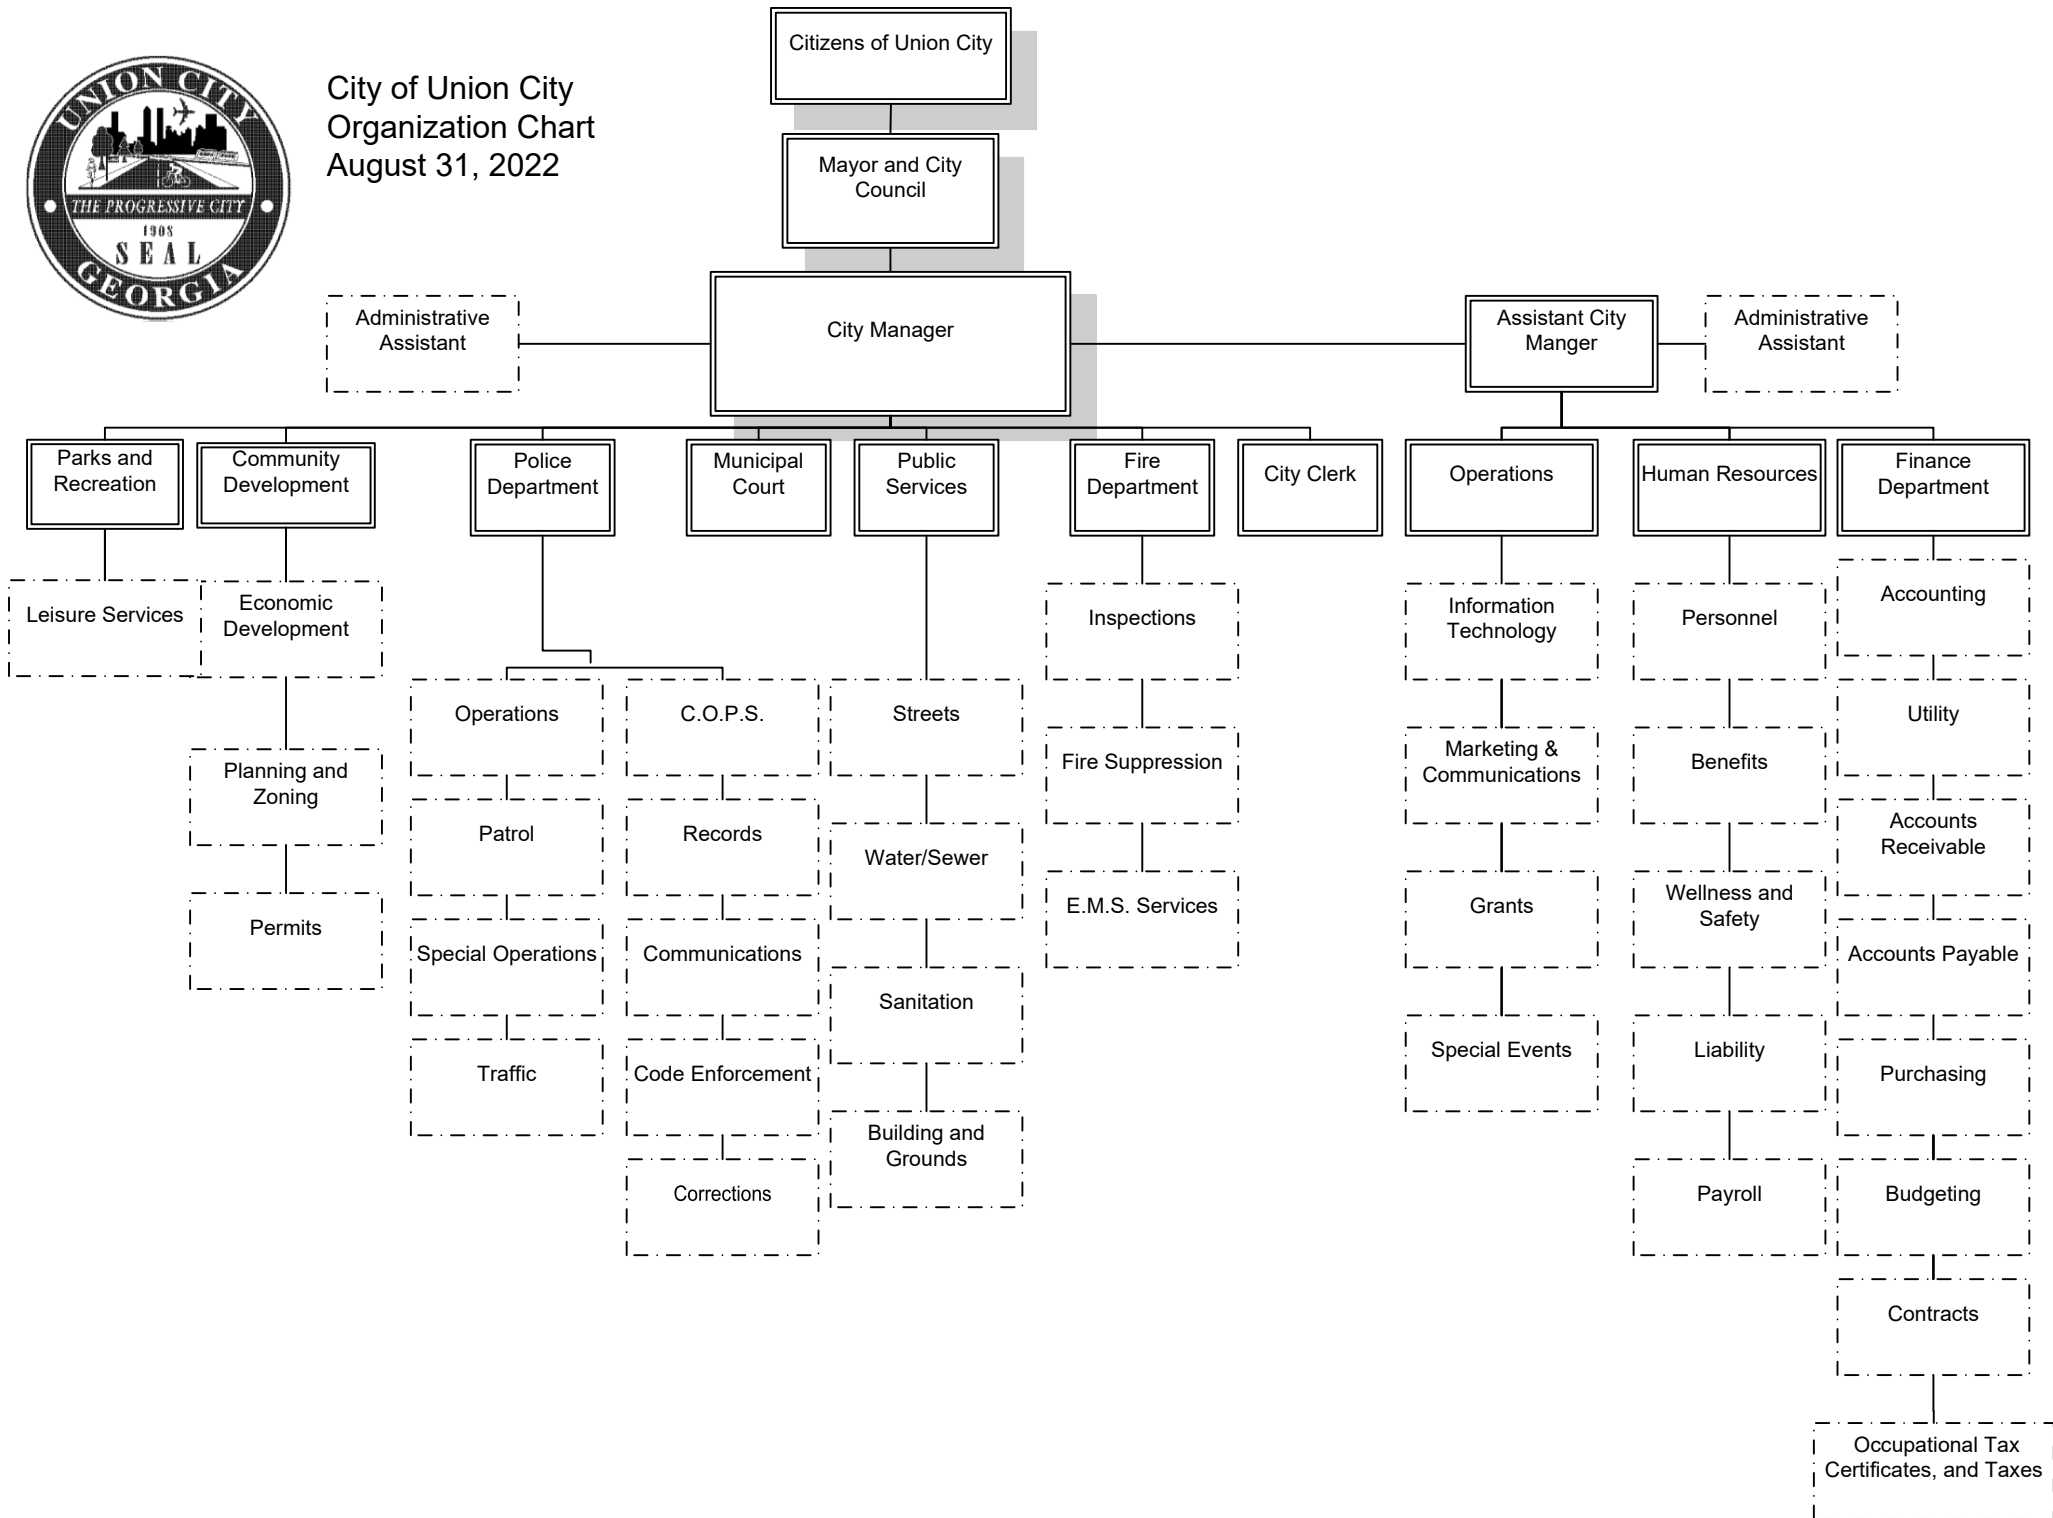 UNION CITY
THE PROGRESSIVE CITY
1908
SEAL
GEORGIA
City of Union City
Organization Chart
August 31, 2022
Citizens of Union City
Mayor and City
Council
City Manager
Administrative
Assistant
Assistant City
Manger
Administrative
Assistant
Parks and
Recreation
Community
Development
Police
Department
Municipal
Court
Public
Services
Fire
Department
City Clerk
Operations
Human Resources
Finance
Department
Leisure Services
Economic
Development
Planning and
Zoning
Permits
Operations
Patrol
Special Operations
Traffic
C.O.P.S.
Records
Communications
Code Enforcement
Corrections
Streets
Water/Sewer
Sanitation
Building and
Grounds
Inspections
Fire Suppression
E.M.S. Services
Information
Technology
Marketing &
Communications
Grants
Special Events
Personnel
Benefits
Wellness and
Safety
Liability
Payroll
Accounting
Utility
Accounts
Receivable
Accounts Payable
Purchasing
Budgeting
Contracts
Occupational Tax
Certificates, and Taxes